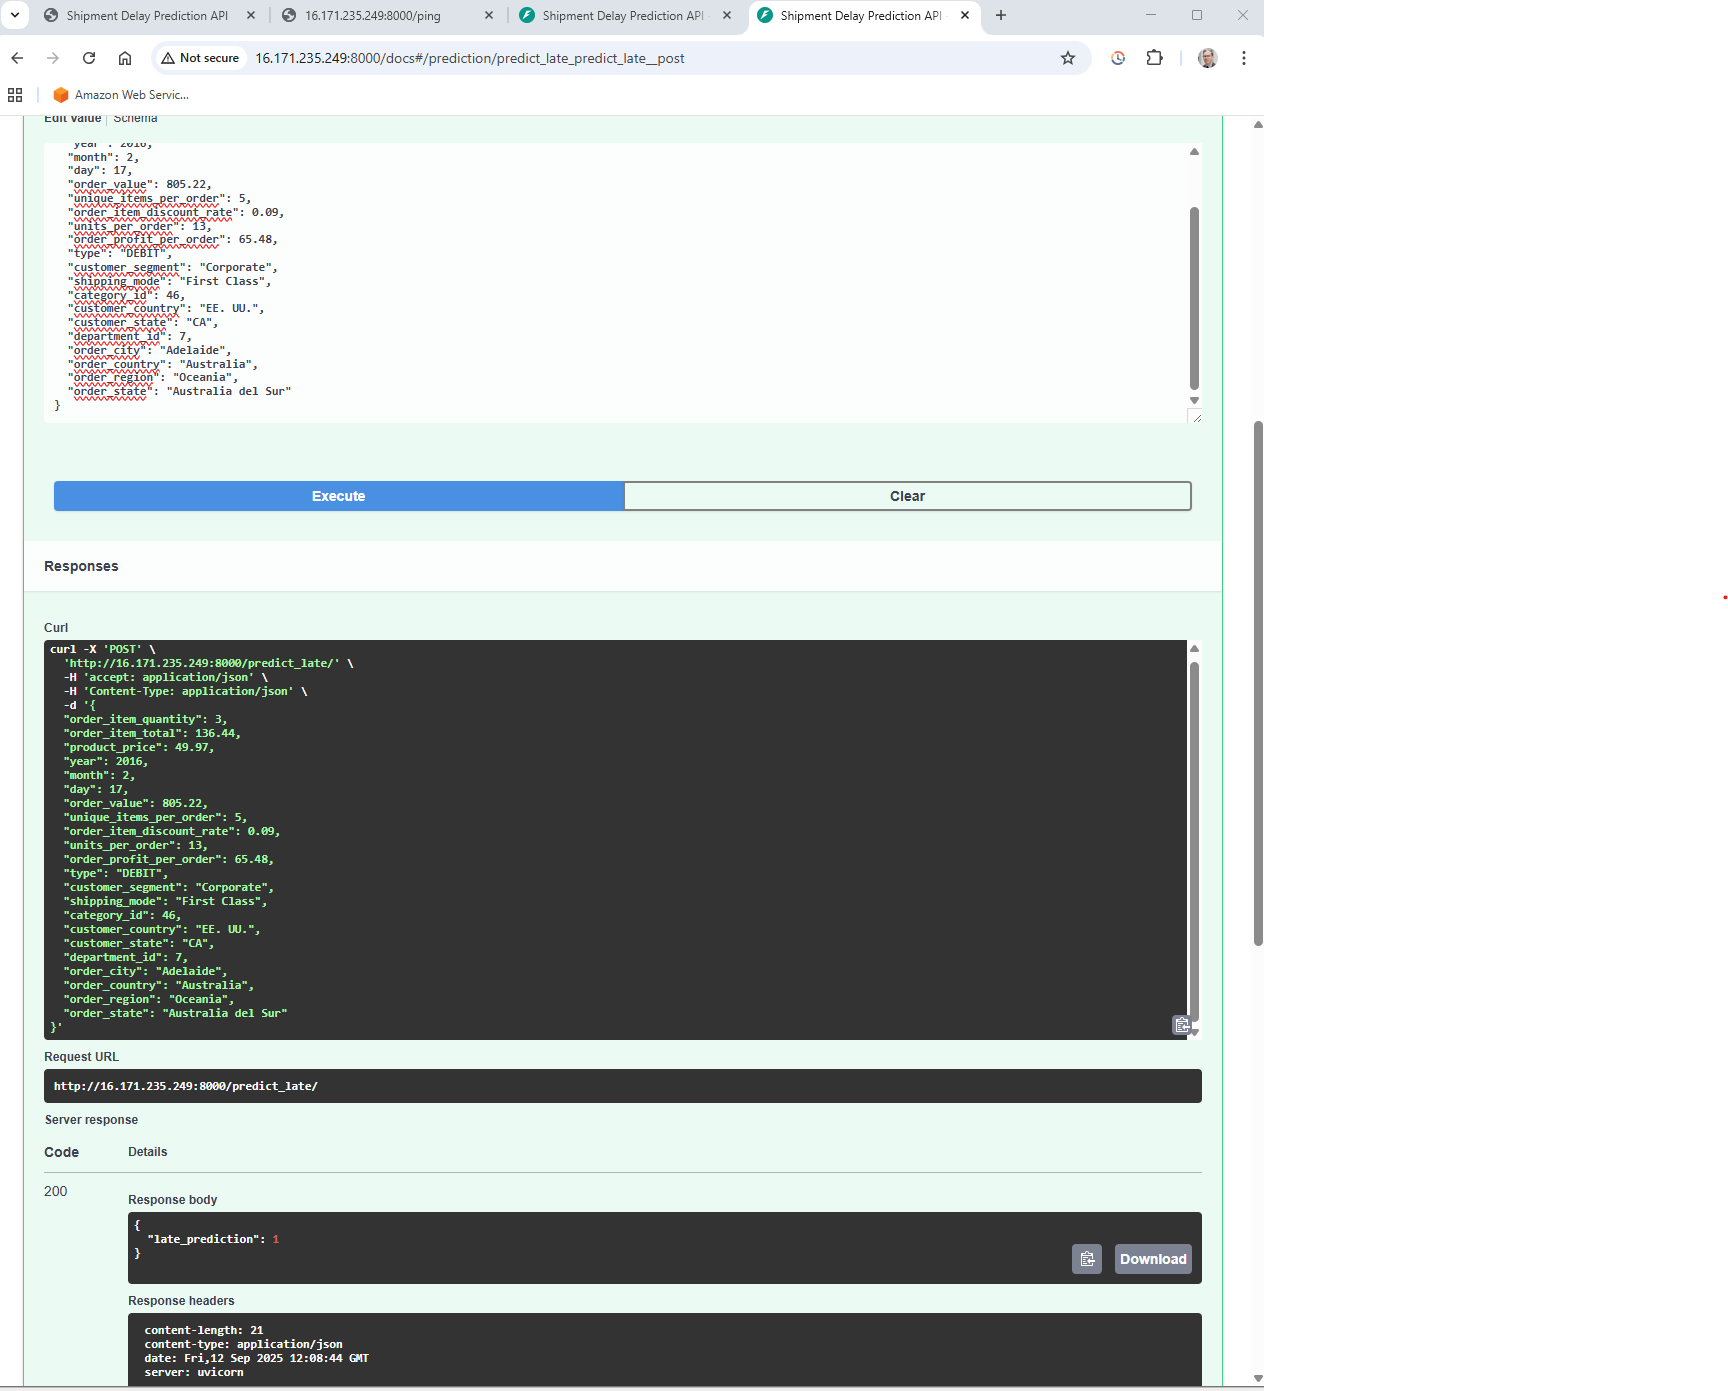 Shipment Delay Prediction API
16.171.235.249:8000/ping
Shipment Delay Prediction API
Shipment Delay Prediction API
Not secure
16.171.235.249:8000/docs#/prediction/predict_late_predict_late__post
Amazon Web Servic...
Edit Value | Schema
"year": 2016,
"month": 2,
"day": 17,
"order_value": 805.22,
"unique_items_per_order": 5,
"order_item_discount_rate": 0.09,
"units_per_order": 13,
"order_profit_per_order": 65.48,
"type": "DEBIT",
"customer_segment": "Corporate",
"shipping_mode": "First Class",
"category_id": 46,
"customer_country": "EE. UU.",
"customer_state": "CA",
"department_id": 7,
"order_city": "Adelaide",
"order_country": "Australia",
"order_region": "Oceania",
"order_state": "Australia del Sur"
}
Execute
Clear
Responses
Curl
curl -X 'POST' \
'http://16.171.235.249:8000/predict_late/' \
-H 'accept: application/json' \
-H 'Content-Type: application/json' \
-d '{
"order_item_quantity": 3,
"order_item_total": 136.44,
"product_price": 49.97,
"year": 2016,
"month": 2,
"day": 17,
"order_value": 805.22,
"unique_items_per_order": 5,
"order_item_discount_rate": 0.09,
"units_per_order": 13,
"order_profit_per_order": 65.48,
"type": "DEBIT",
"customer_segment": "Corporate",
"shipping_mode": "First Class",
"category_id": 46,
"customer_country": "EE. UU.",
"customer_state": "CA",
"department_id": 7,
"order_city": "Adelaide",
"order_country": "Australia",
"order_region": "Oceania",
"order_state": "Australia del Sur"
}'
Request URL
http://16.171.235.249:8000/predict_late/
Server response
Code
Details
200
Response body
{
"late_prediction": 1
}
Download
Response headers
content-length: 21
content-type: application/json
date: Fri,12 Sep 2025 12:08:44 GMT
server: uvicorn